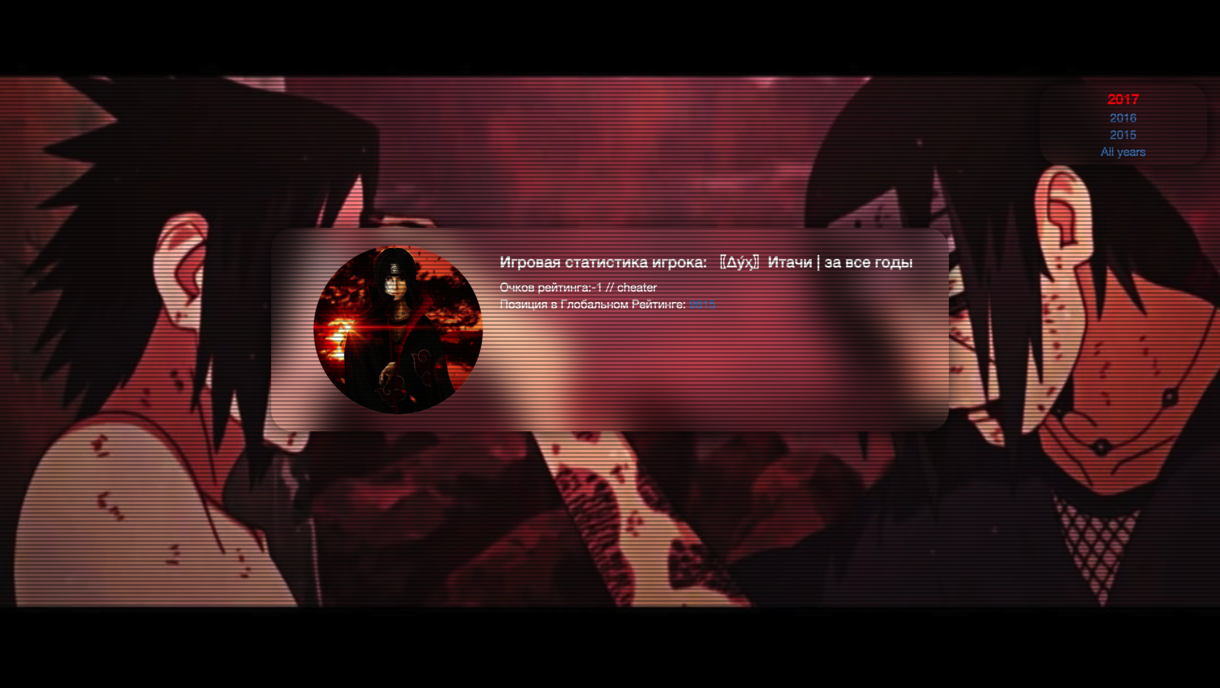 2017
2016
2015
All years
Игровая статистика игрока: 〖Δύχ〗 Итачи | за все годы
Очков рейтинга:-1 // cheater
Позиция в Глобальном Рейтинге: